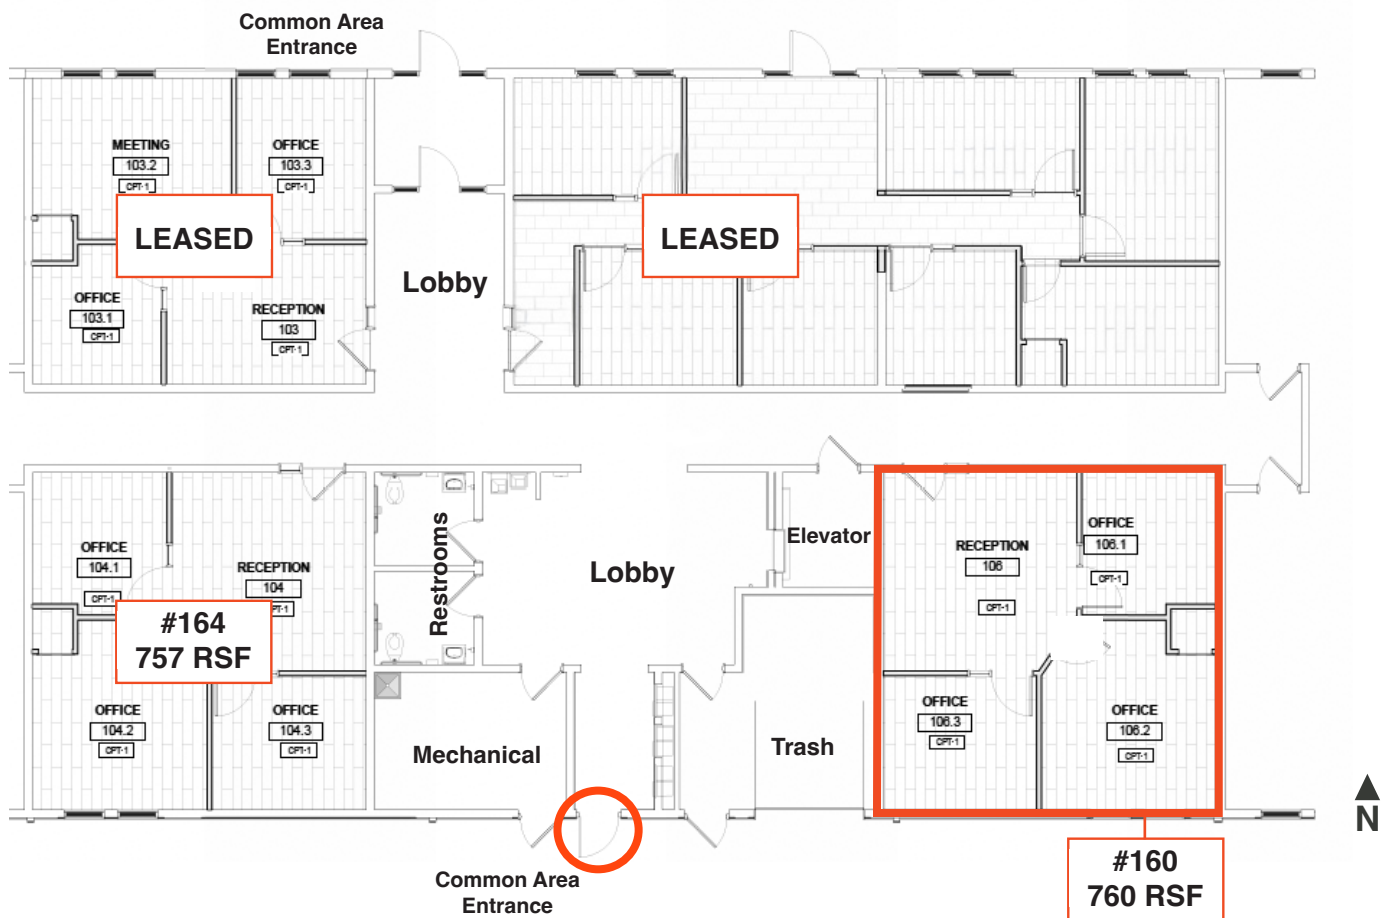 Common Area
Entrance
MEETING
103.2
CPT-1
OFFICE
103.3
CPT-1
LEASED
LEASED
Lobby
OFFICE
103.1
CPT-1
RECEPTION
103
CPT-1
OFFICE
104.1
CPT-1
RECEPTION
104
PT-1
#164
757 RSF
OFFICE
104.2
CPT-1
OFFICE
104.3
CPT-1
Restrooms
Lobby
Elevator
Mechanical
Trash
RECEPTION
106
CPT-1
OFFICE
106.1
CPT-1
OFFICE
106.3
CPT-1
OFFICE
106.2
CPT-1
N
Common Area
Entrance
#160
760 RSF